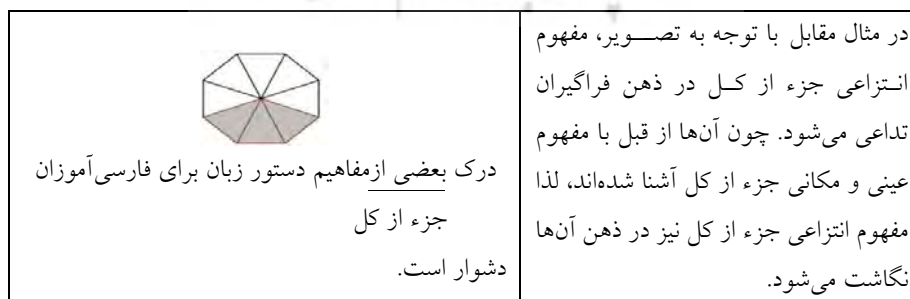 در مثال مقابل با توجه به تصــویر، مفهوم
انـتزاعی جزء از کــل در ذهن فراگیران
تداعی می‌شود. چون آن‌ها از قبل با مفهوم
عینی و مکانی جزء از کل آشنا شده‌اند، لذا
مفهوم انتزاعی جزء از کل نیز در ذهن آن‌ها
نگاشت می‌شود.
درک بعضی ازمفاهیم دستور زبان برای فارسی‌آموزان
جزء از کل
دشوار است.